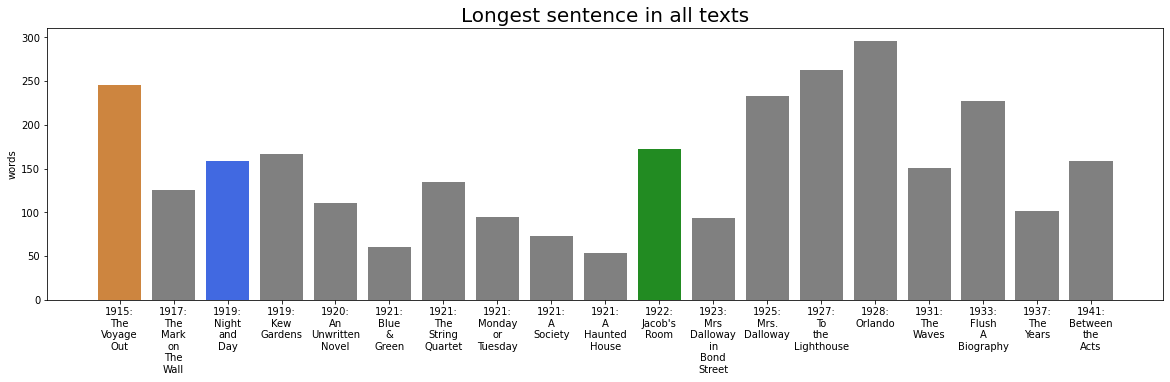 Longest sentence in all texts
words
300
250
200
150
100
50
0
1915:
The
Voyage
Out
1917:
The
Mark
on
The
Wall
1919:
Night
and
Day
1919:
Kew
Gardens
1920:
An
Unwritten
Novel
1921:
Blue
&
Green
1921:
The
String
Quartet
1921:
Monday
or
Tuesday
1921:
A
Society
1921:
A
Haunted
House
1922:
Jacob's
Room
1923:
Mrs
Dalloway
in
Bond
Street
1925:
Mrs.
Dalloway
1927:
To
the
Lighthouse
1928:
Orlando
1931:
The
Waves
1933:
Flush
A
Biography
1937:
The
Years
1941:
Between
the
Acts